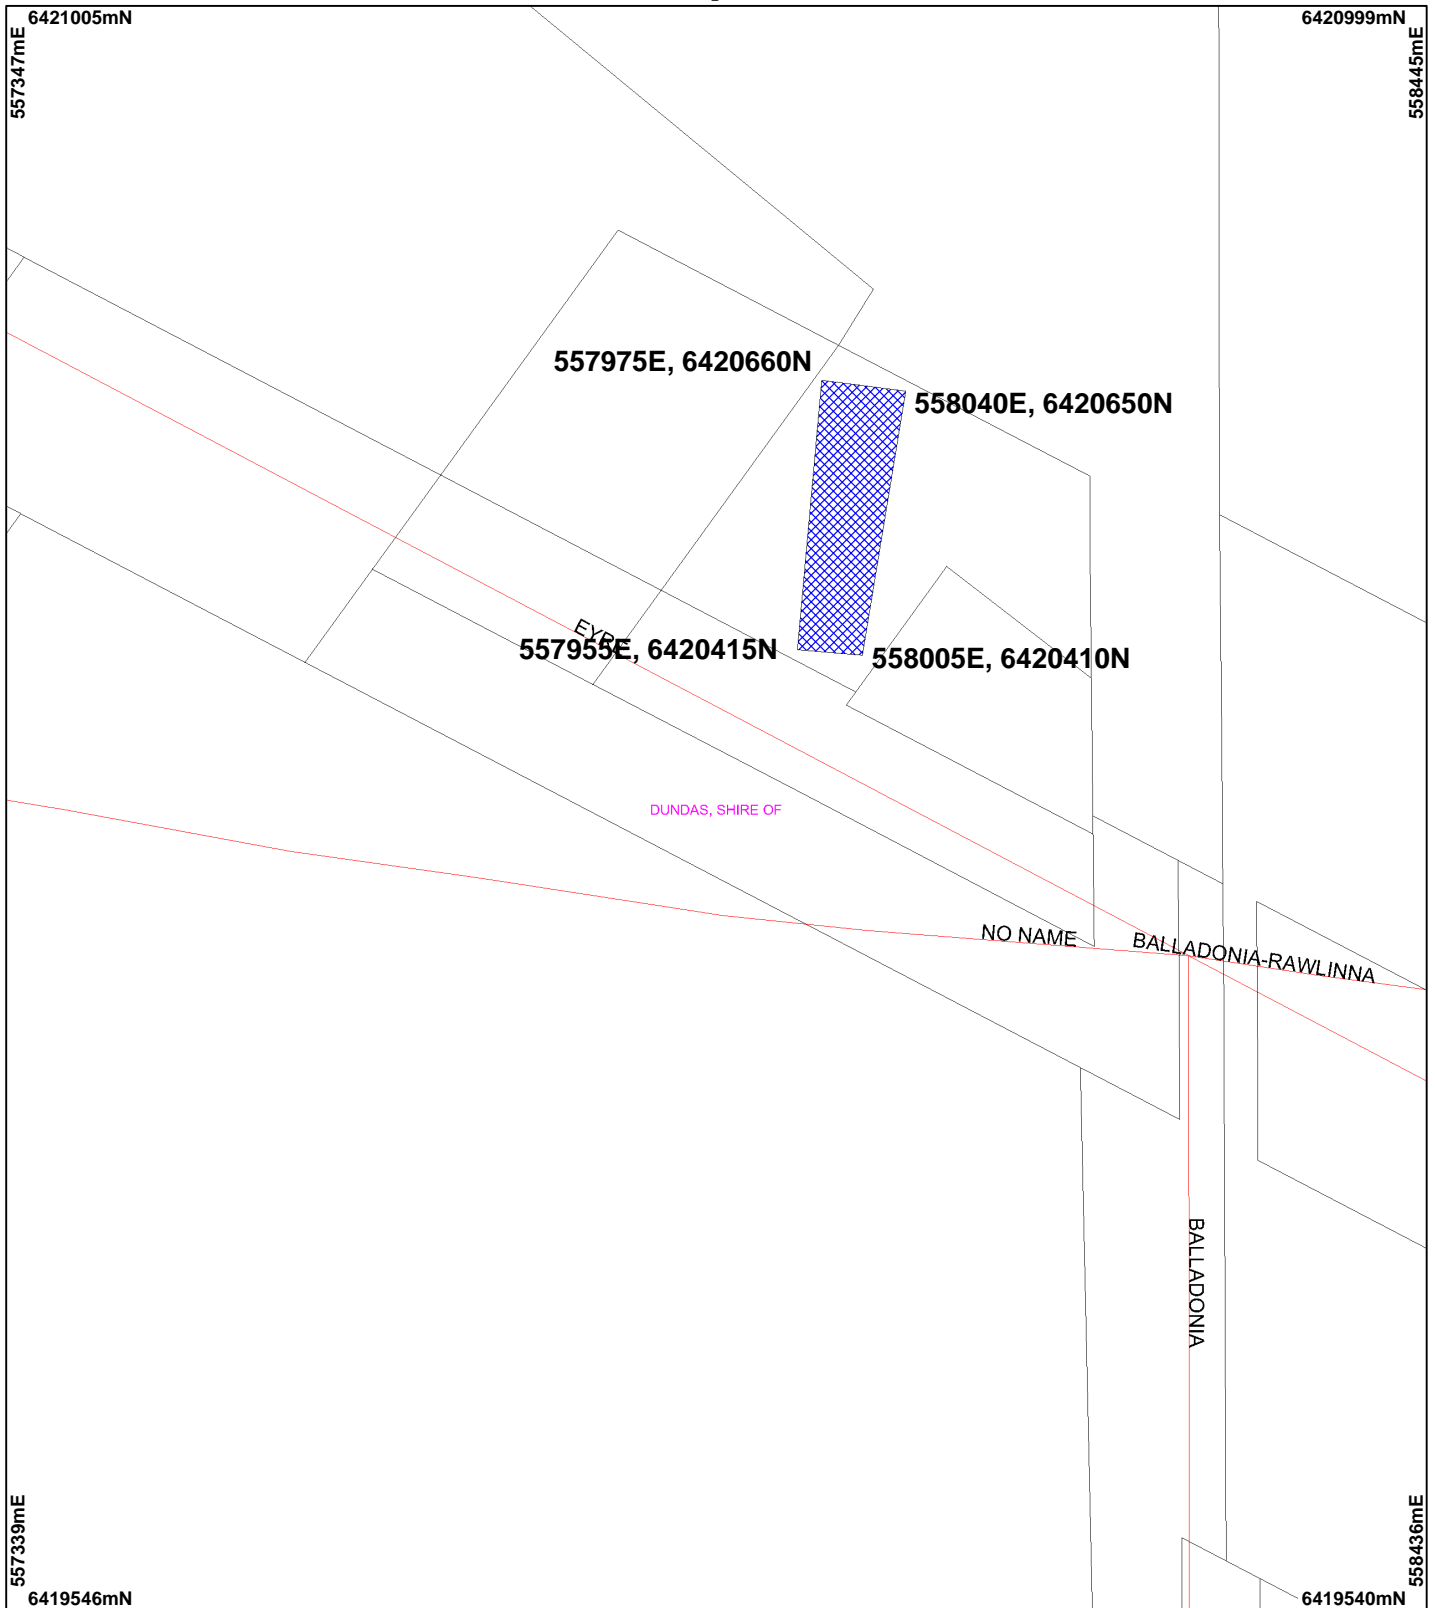 6421005mN
6420999mN
557347mE
558445mE
557975E, 6420660N
558040E, 6420650N
EYRE
557955E, 6420415N
558005E, 6420410N
DUNDAS, SHIRE OF
NO NAME
BALLADONIA-RAWLINNA
BALLADONIA
557339mE
558436mE
6419546mN
6419540mN